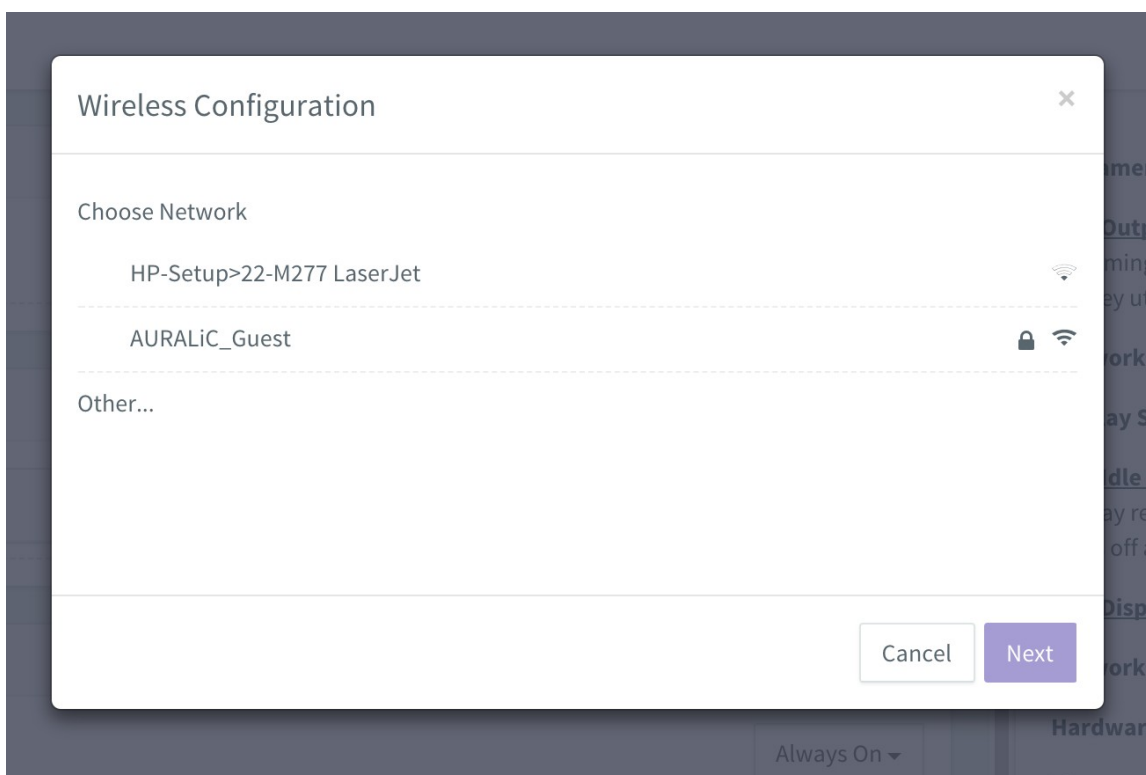 Wireless Configuration ×
Choose Network
HP-Setup>22-M277 LaserJet
AURALiC_Guest
Other...
Cancel Next
Always On